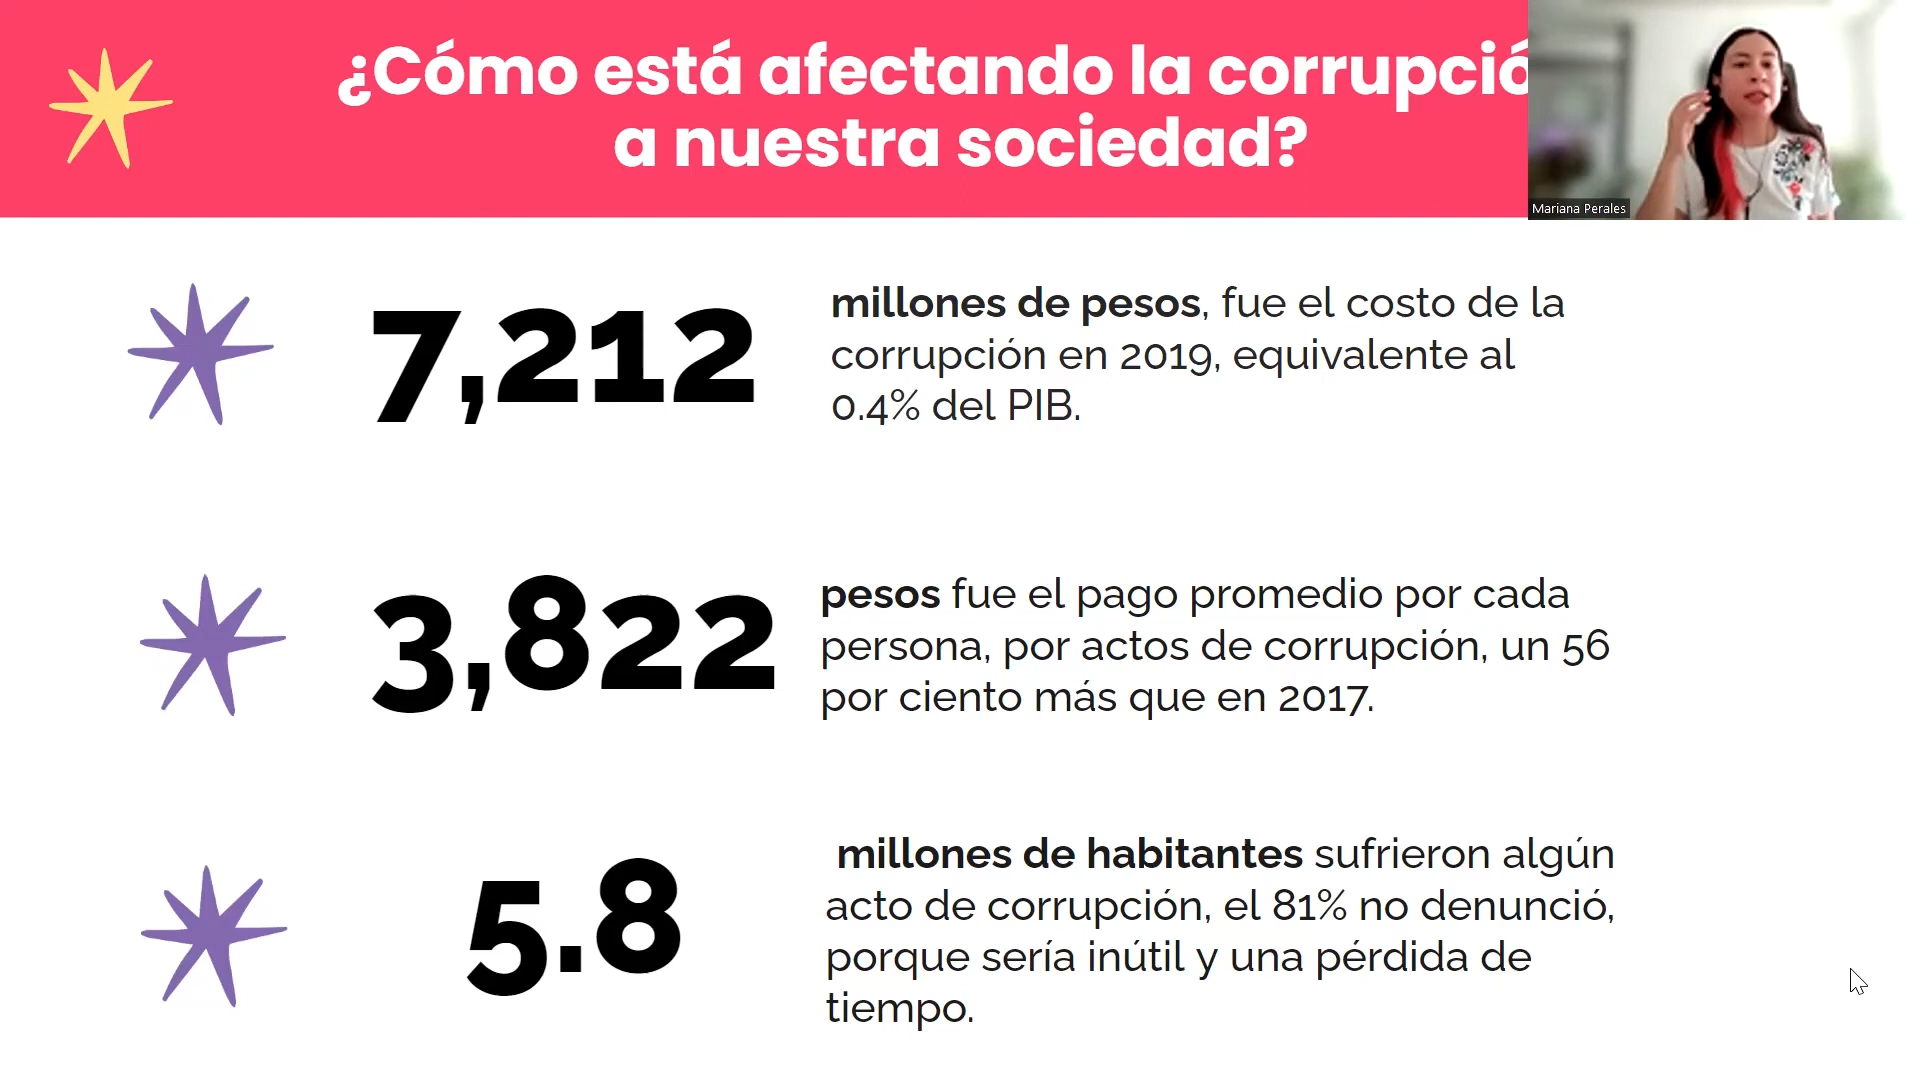 ¿Cómo está afectando la corrupció
a nuestra sociedad?
Mariana Perales
7,212
millones de pesos, fue el costo de la
corrupción en 2019, equivalente al
0.4% del PIB.
3,822
pesos fue el pago promedio por cada
persona, por actos de corrupción, un 56
por ciento más que en 2017.
5.8
millones de habitantes sufrieron algún
acto de corrupción, el 81% no denunció,
porque sería inútil y una pérdida de
tiempo.